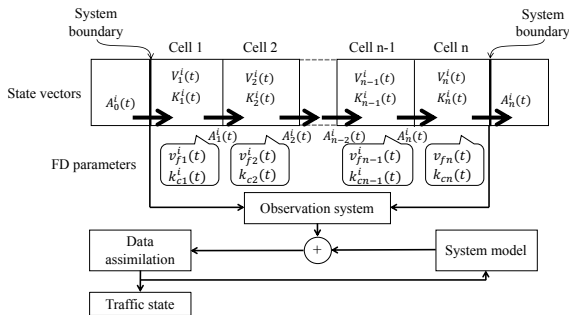 System boundary
System boundary
Cell 1 Cell 2 Cell n-1 Cell n
State vectors
V_1^i(t) V_2^i(t) V_{n-1}^i(t) V_n^i(t)
K_1^i(t) K_2^i(t) K_{n-1}^i(t) K_n^i(t)
A_0^i(t) A_1^i(t) A_2^i(t) A_{n-2}^i(t) A_n^i(t) A_n^i(t)
FD parameters
v_{f1}^i(t) v_{f2}^i(t) v_{fn-1}^i(t) v_{fn}(t)
k_{c1}^i(t) k_{c2}(t) k_{cn-1}^i(t) k_{cn}(t)
Observation system
Data assimilation
+
System model
Traffic state